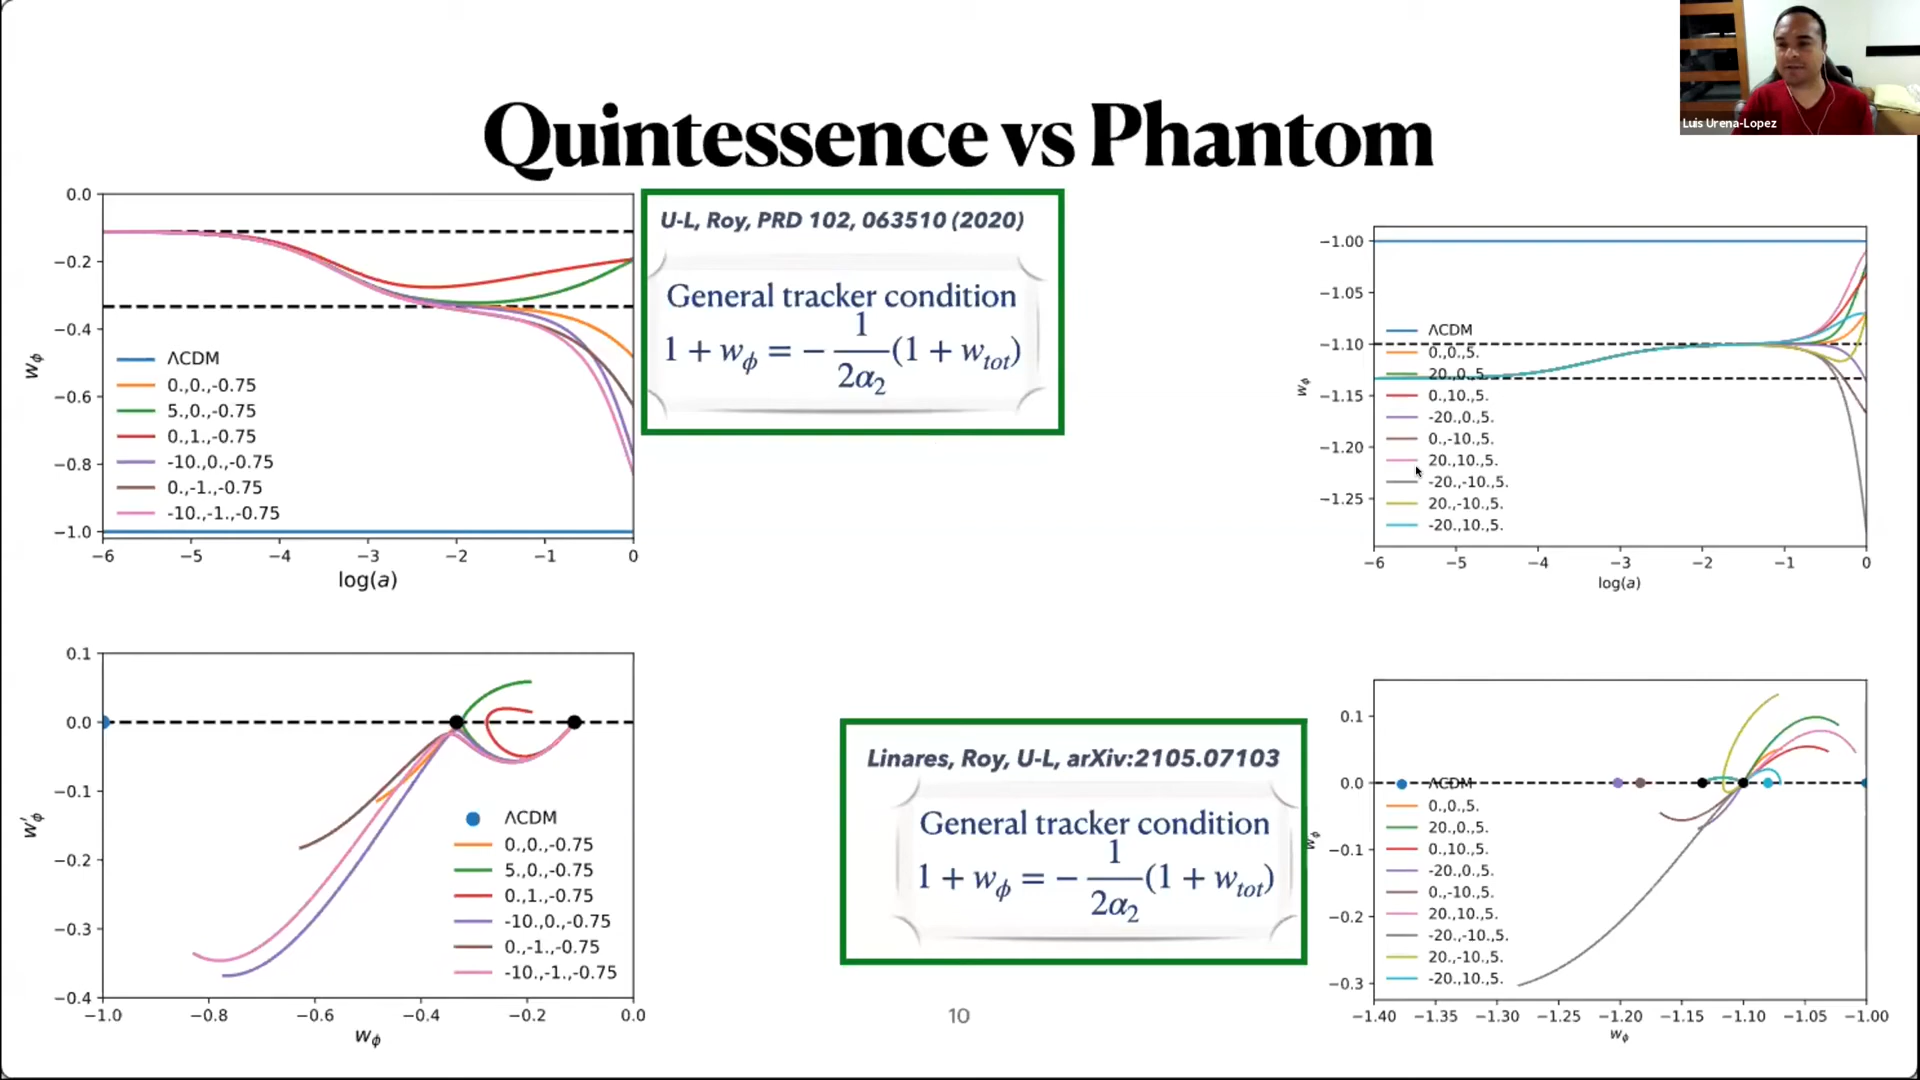 Luis Urena-Lopez
Quintessence vs Phantom
0.0
−0.2
−0.4
−0.6
−0.8
−1.0
wϕ
ΛCDM
0.,0.,-0.75
5.,0.,-0.75
0.,1.,-0.75
-10.,0.,-0.75
0.,-1.,-0.75
-10.,-1.,-0.75
−6 −5 −4 −3 −2 −1 0
log(a)
U-L, Roy, PRD 102, 063510 (2020)
General tracker condition
1 + wϕ = − 1/2α₂ (1 + wtot)
−1.00
−1.05
−1.10
−1.15
−1.20
−1.25
wϕ
ΛCDM
0.,0.,5.
20.,0.,5.
0.,10.,5.
-20.,0.,5.
0.,-10.,5.
20.,10.,5.
-20.,-10.,5.
20.,-10.,5.
-20.,10.,5.
−6 −5 −4 −3 −2 −1 0
log(a)
0.1
0.0
−0.1
−0.2
−0.3
−0.4
w′ϕ
ΛCDM
0.,0.,-0.75
5.,0.,-0.75
0.,1.,-0.75
-10.,0.,-0.75
0.,-1.,-0.75
-10.,-1.,-0.75
−1.0 −0.8 −0.6 −0.4 −0.2 0.0
wϕ
Linares, Roy, U-L, arXiv:2105.07103
General tracker condition
1 + wϕ = − 1/2α₂ (1 + wtot)
0.1
0.0
−0.1
−0.2
−0.3
ΛCDM
0.,0.,5.
20.,0.,5.
0.,10.,5.
-20.,0.,5.
0.,-10.,5.
20.,10.,5.
-20.,-10.,5.
20.,-10.,5.
-20.,10.,5.
−1.40 −1.35 −1.30 −1.25 −1.20 −1.15 −1.10 −1.05 −1.00
wϕ
10